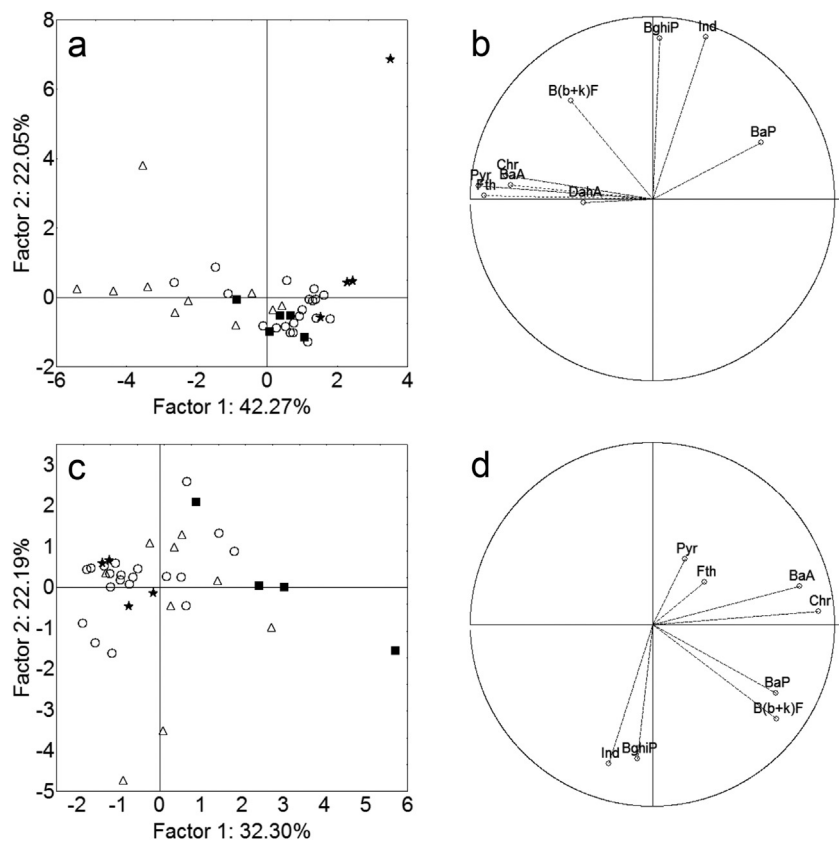 a
8
6
4
2
0
-2
Factor 2: 22.05%
-6
-4
-2
0
2
4
Factor 1: 42.27%
b
BghiP
Ind
B(b+k)F
BaP
Chr
Pyr
BaA
Fth
DahA
c
3
2
1
0
-1
-2
-3
-4
-5
Factor 2: 22.19%
-2
-1
0
1
2
3
4
5
6
Factor 1: 32.30%
d
Pyr
Fth
BaA
Chr
BaP
B(b+k)F
Ind
BghiP